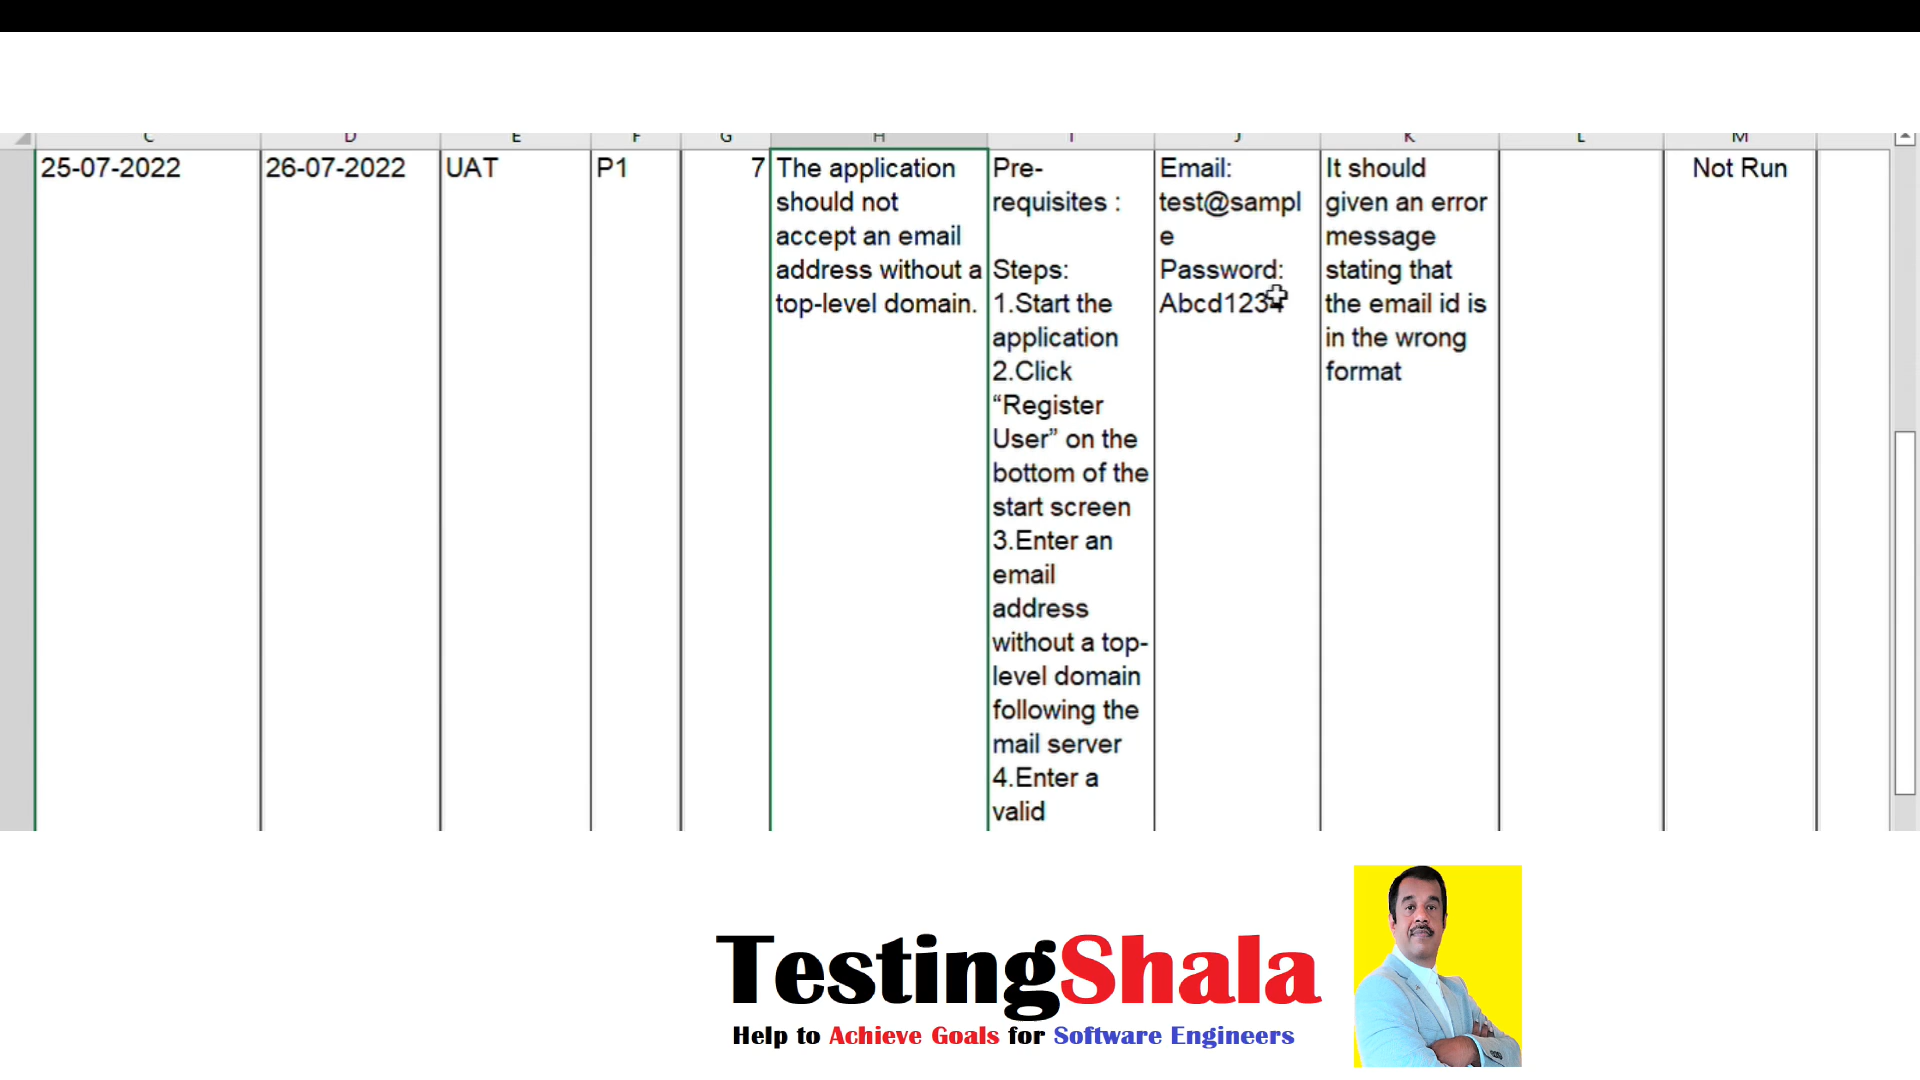 C D E F G H I J K L M
25-07-2022
26-07-2022
UAT
P1
7
The application
should not
accept an email
address without a
top-level domain.
Pre-
requisites :
Steps:
1.Start the
application
2.Click
“Register
User” on the
bottom of the
start screen
3.Enter an
email
address
without a top-
level domain
following the
mail server
4.Enter a
valid
Email:
test@sampl
e
Password:
Abcd1234
It should
given an error
message
stating that
the email id is
in the wrong
format
Not Run
TestingShala
Help to Achieve Goals for Software Engineers